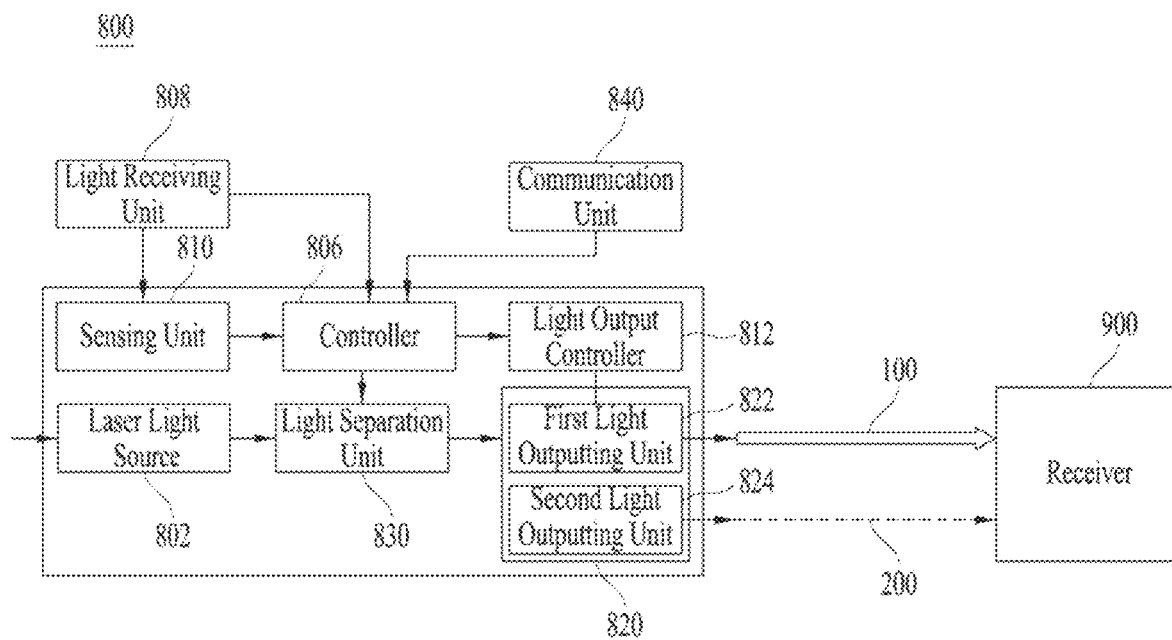 800
808
840
Light Receiving
Unit
Communication
Unit
810
806
Sensing Unit
Controller
Light Output
Controller
812
900
Laser Light
Source
Light Separation
Unit
822
First Light
Outputting Unit
100
Receiver
824
Second Light
Outputting Unit
802
830
820
200